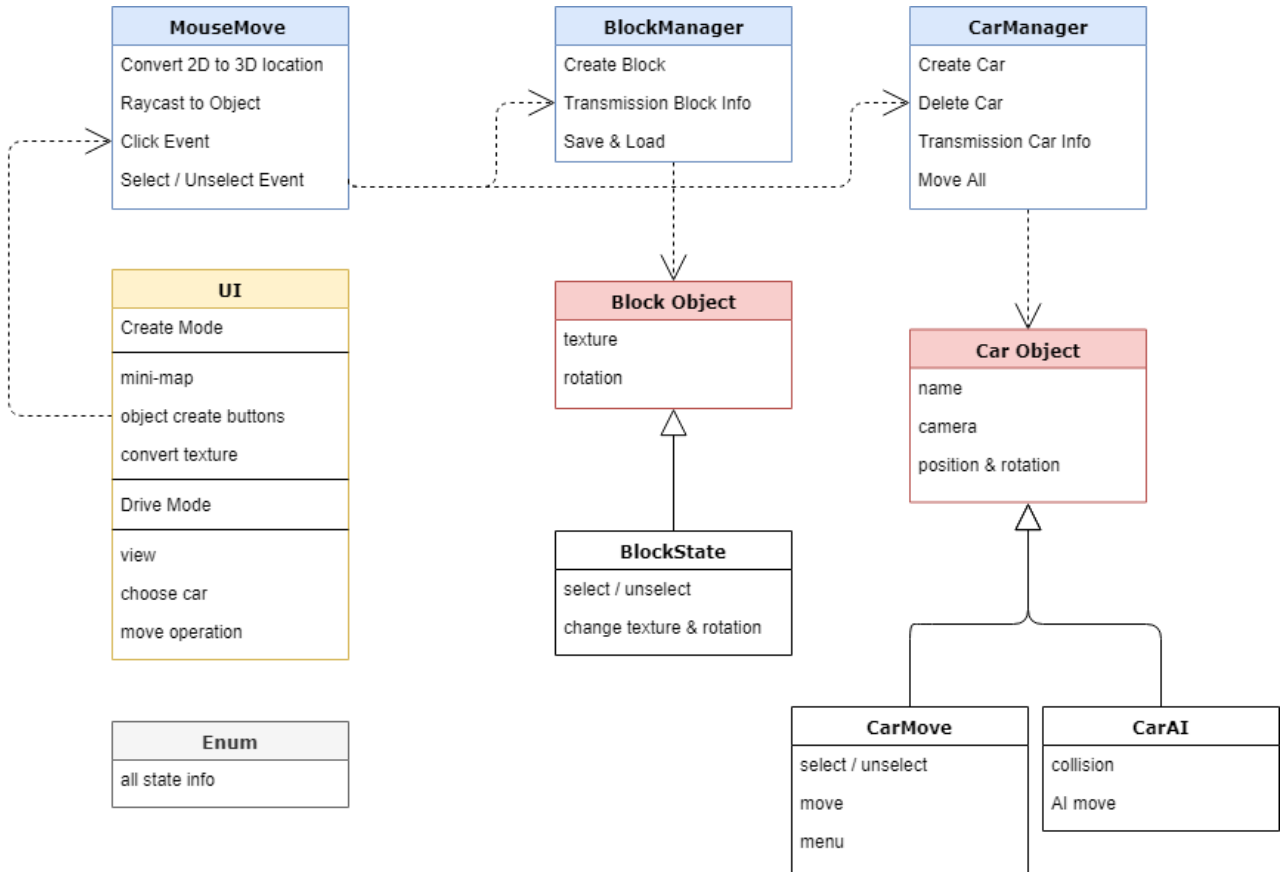 MouseMove
Convert 2D to 3D location
Raycast to Object
Click Event
Select / Unselect Event
BlockManager
Create Block
Transmission Block Info
Save & Load
CarManager
Create Car
Delete Car
Transmission Car Info
Move All
UI
Create Mode
mini-map
object create buttons
convert texture
Drive Mode
view
choose car
move operation
Block Object
texture
rotation
Car Object
name
camera
position & rotation
BlockState
select / unselect
change texture & rotation
Enum
all state info
CarMove
select / unselect
move
menu
CarAI
collision
AI move